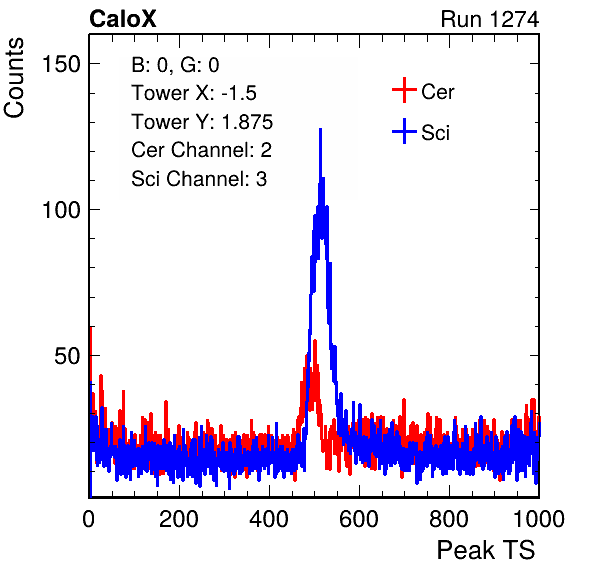 CaloX Run 1274
Counts
150
100
50
B: 0, G: 0
Tower X: -1.5
Tower Y: 1.875
Cer Channel: 2
Sci Channel: 3
Cer
Sci
0 200 400 600 800 1000
Peak TS